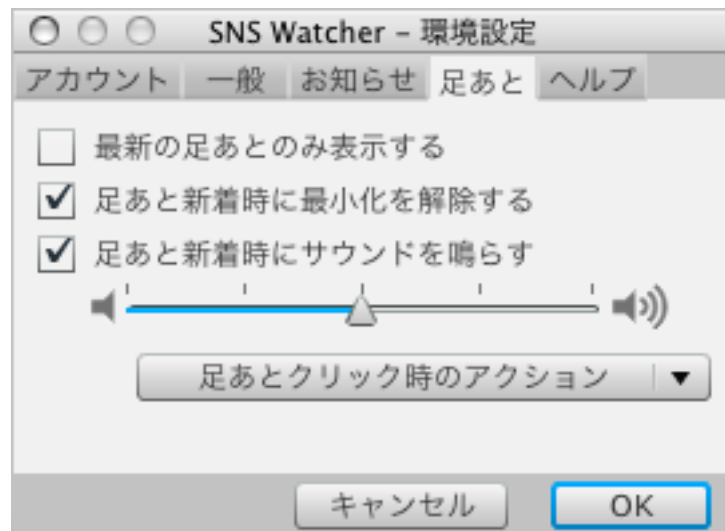 SNS Watcher – 環境設定
アカウント 一般 お知らせ 足あと ヘルプ
最新の足あとのみ表示する
足あと新着時に最小化を解除する
足あと新着時にサウンドを鳴らす
足あとクリック時のアクション
キャンセル OK